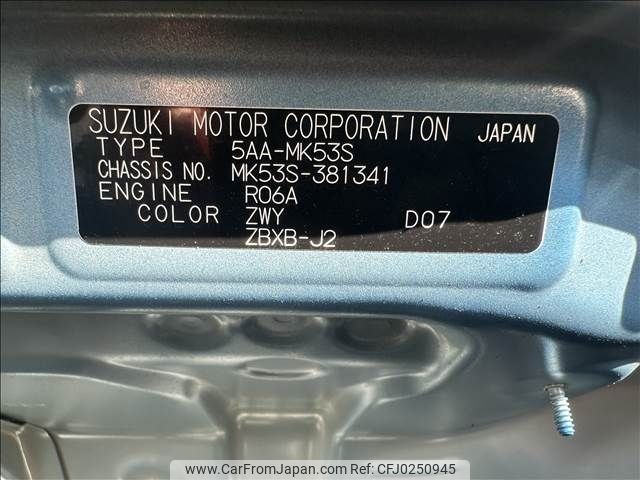 SUZUKI MOTOR CORPORATION JAPAN
TYPE 5AA-MK53S
CHASSIS NO. MK53S-381341
ENGINE R06A
COLOR ZWY D07
ZBXB-J2
www.CarFromJapan.com | Ref: CFJ0250945